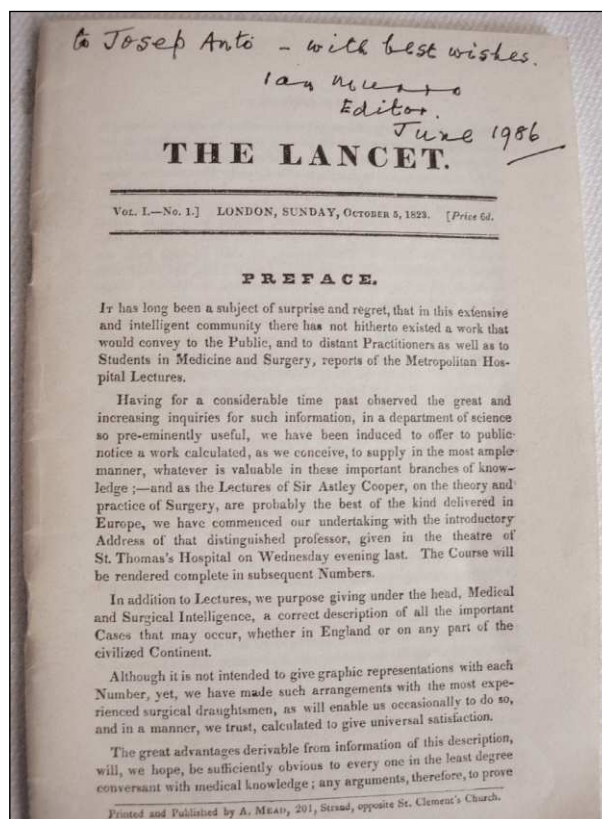 to Josep Antó – with best wishes.
Ian Munro
Editor.
June 1986
THE LANCET.
VOL. I.—No. 1.] LONDON, SUNDAY, OCTOBER 5, 1823. [Price 6d.
PREFACE.
IT has long been a subject of surprise and regret, that in this extensive
and intelligent community there has not hitherto existed a work that
would convey to the Public, and to distant Practitioners as well as to
Students in Medicine and Surgery, reports of the Metropolitan Hos-
pital Lectures.
Having for a considerable time past observed the great and
increasing inquiries for such information, in a department of science
so pre-eminently useful, we have been induced to offer to public
notice a work calculated, as we conceive, to supply in the most ample
manner, whatever is valuable in these important branches of know-
ledge ;—and as the Lectures of Sir Astley Cooper, on the theory and
practice of Surgery, are probably the best of the kind delivered in
Europe, we have commenced our undertaking with the introductory
Address of that distinguished professor, given in the theatre of
St. Thomas's Hospital on Wednesday evening last. The Course will
be rendered complete in subsequent Numbers.
In addition to Lectures, we purpose giving under the head, Medical
and Surgical Intelligence, a correct description of all the important
Cases that may occur, whether in England or on any part of the
civilized Continent.
Although it is not intended to give graphic representations with each
Number, yet, we have made such arrangements with the most expe-
rienced surgical draughtsmen, as will enable us occasionally to do so,
and in a manner, we trust, calculated to give universal satisfaction.
The great advantages derivable from information of this description,
will, we hope, be sufficiently obvious to every one in the least degree
conversant with medical knowledge ; any arguments, therefore, to prove
Printed and Published by A. MEAD, 201, Strand, opposite St. Clement's Church.